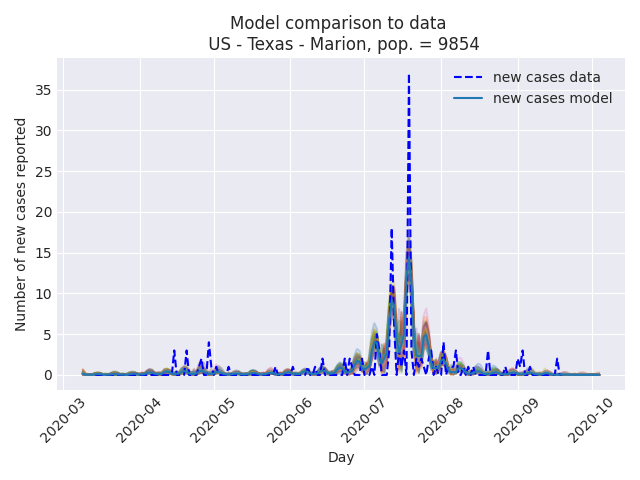 Model comparison to data
US - Texas - Marion, pop. = 9854
new cases data
new cases model
Number of new cases reported
35
30
25
20
15
10
5
0
2020-03
2020-04
2020-05
2020-06
2020-07
2020-08
2020-09
2020-10
Day